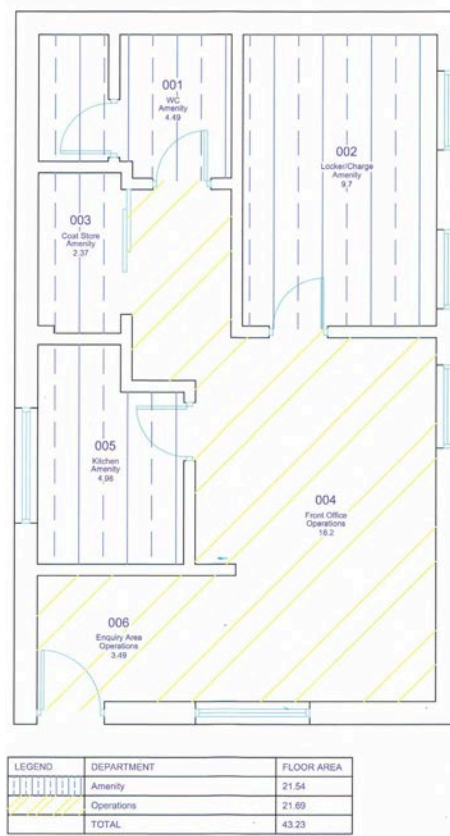 001
WC
Amenity
4.49
002
Locker/Charge
Amenity
9.7
003
Coat Store
Amenity
2.37
005
Kitchen
Amenity
4.98
004
Front Office
Operations
18.2
006
Enquiry Area
Operations
3.49
LEGEND DEPARTMENT FLOOR AREA
Amenity 21.54
Operations 21.69
TOTAL 43.23